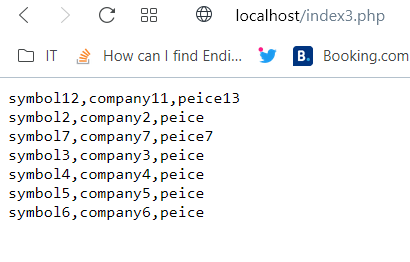 localhost/index3.php
IT
How can I find Endi...
Booking.com
symbol12,company11,peice13
symbol2,company2,peice
symbol7,company7,peice7
symbol3,company3,peice
symbol4,company4,peice
symbol5,company5,peice
symbol6,company6,peice